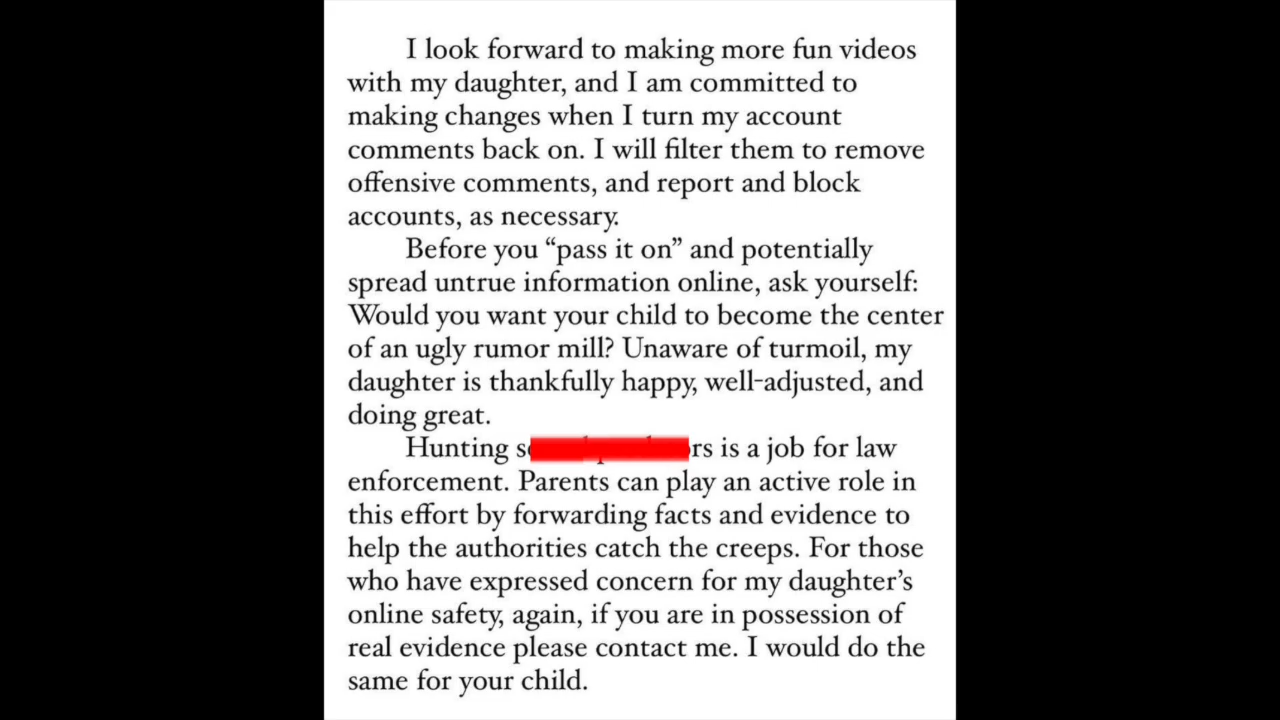 I look forward to making more fun videos
with my daughter, and I am committed to
making changes when I turn my account
comments back on. I will filter them to remove
offensive comments, and report and block
accounts, as necessary.
Before you “pass it on” and potentially
spread untrue information online, ask yourself:
Would you want your child to become the center
of an ugly rumor mill? Unaware of turmoil, my
daughter is thankfully happy, well-adjusted, and
doing great.
Hunting is a job for law
enforcement. Parents can play an active role in
this effort by forwarding facts and evidence to
help the authorities catch the creeps. For those
who have expressed concern for my daughter’s
online safety, again, if you are in possession of
real evidence please contact me. I would do the
same for your child.